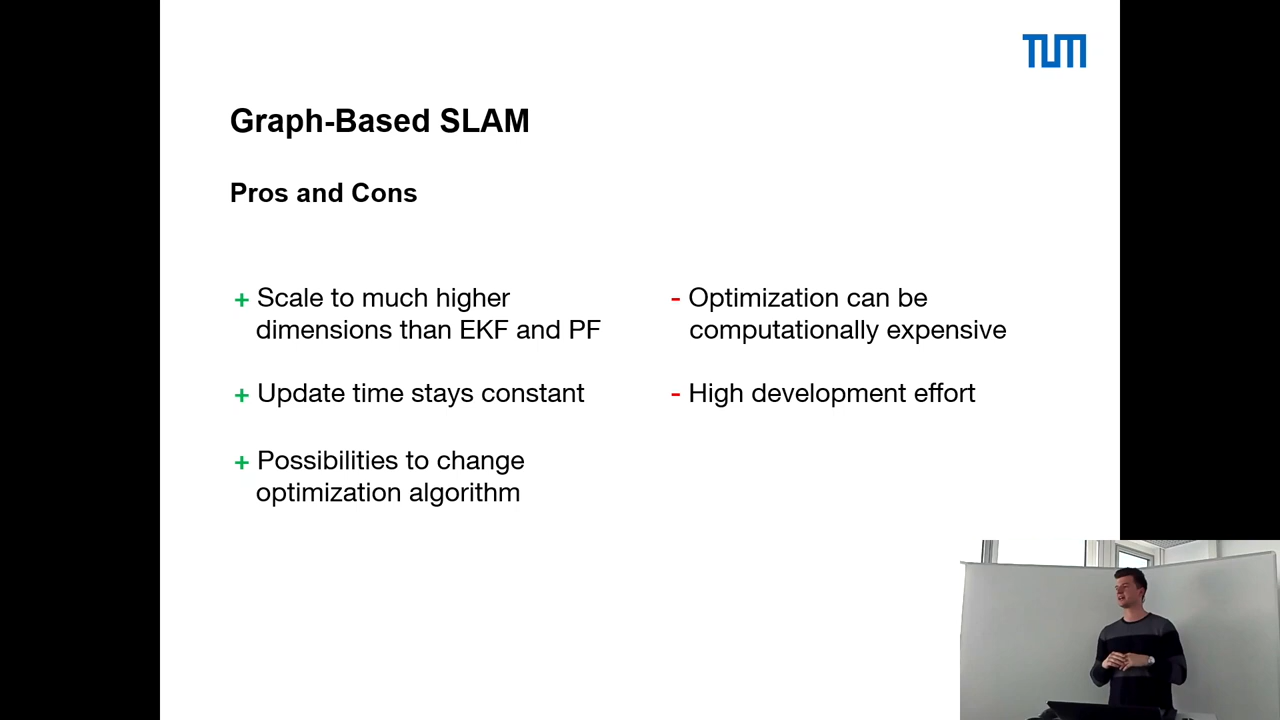 TUM
Graph-Based SLAM
Pros and Cons
+ Scale to much higher
dimensions than EKF and PF
+ Update time stays constant
+ Possibilities to change
optimization algorithm
- Optimization can be
computationally expensive
- High development effort